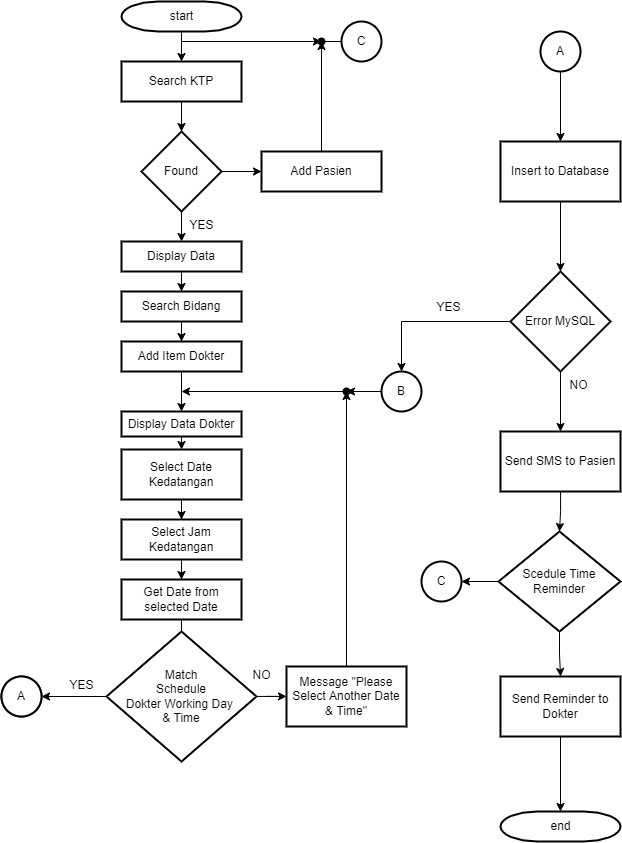 start
C
A
Search KTP
Found
Add Pasien
Insert to Database
YES
Display Data
Search Bidang
YES
Error MySQL
Add Item Dokter
B
NO
Display Data Dokter
Select Date
Kedatangan
Send SMS to Pasien
Select Jam
Kedatangan
C
Scedule Time
Reminder
Get Date from
selected Date
A
YES
Match
Schedule
Dokter Working Day
& Time
NO
Message "Please
Select Another Date
& Time"
Send Reminder to
Dokter
end